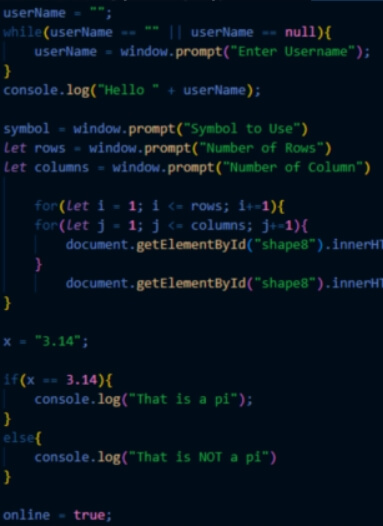 userName = "";
while(userName == "" || userName == null){
    userName = window.prompt("Enter Username");
}
console.log("Hello " + userName);
symbol = window.prompt("Symbol to Use")
let rows = window.prompt("Number of Rows")
let columns = window.prompt("Number of Column")
    for(let i = 1; i <= rows; i+=1){
    for(let j = 1; j <= columns; j+=1){
        document.getElementById("shape8").innerHT
    }
        document.getElementById("shape8").innerHT
}
x = "3.14";
if(x == 3.14){
    console.log("That is a pi");
}
else{
    console.log("That is NOT a pi")
}
online = true;